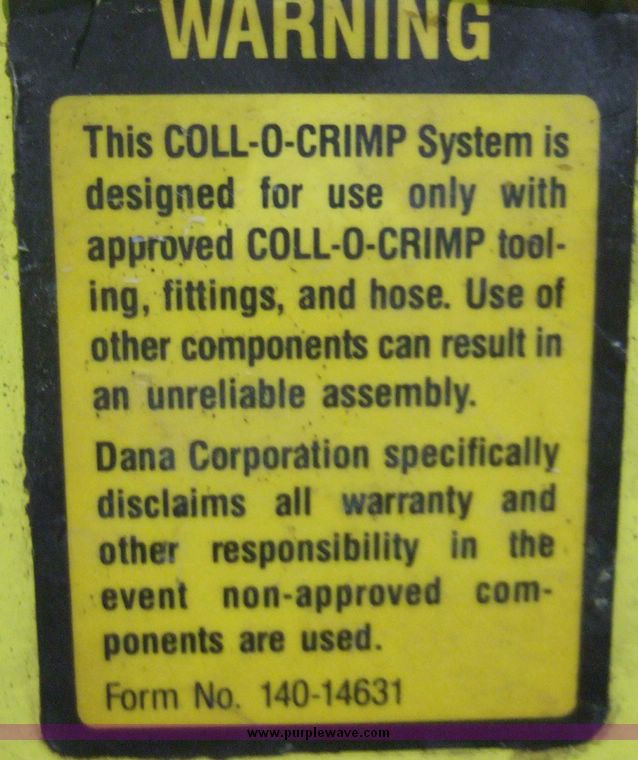 WARNING
This COLL-O-CRIMP System is
designed for use only with
approved COLL-O-CRIMP tool-
ing, fittings, and hose. Use of
other components can result in
an unreliable assembly.
Dana Corporation specifically
disclaims all warranty and
other responsibility in the
event non-approved com-
ponents are used.
Form No. 140-14631
www.purplewave.com